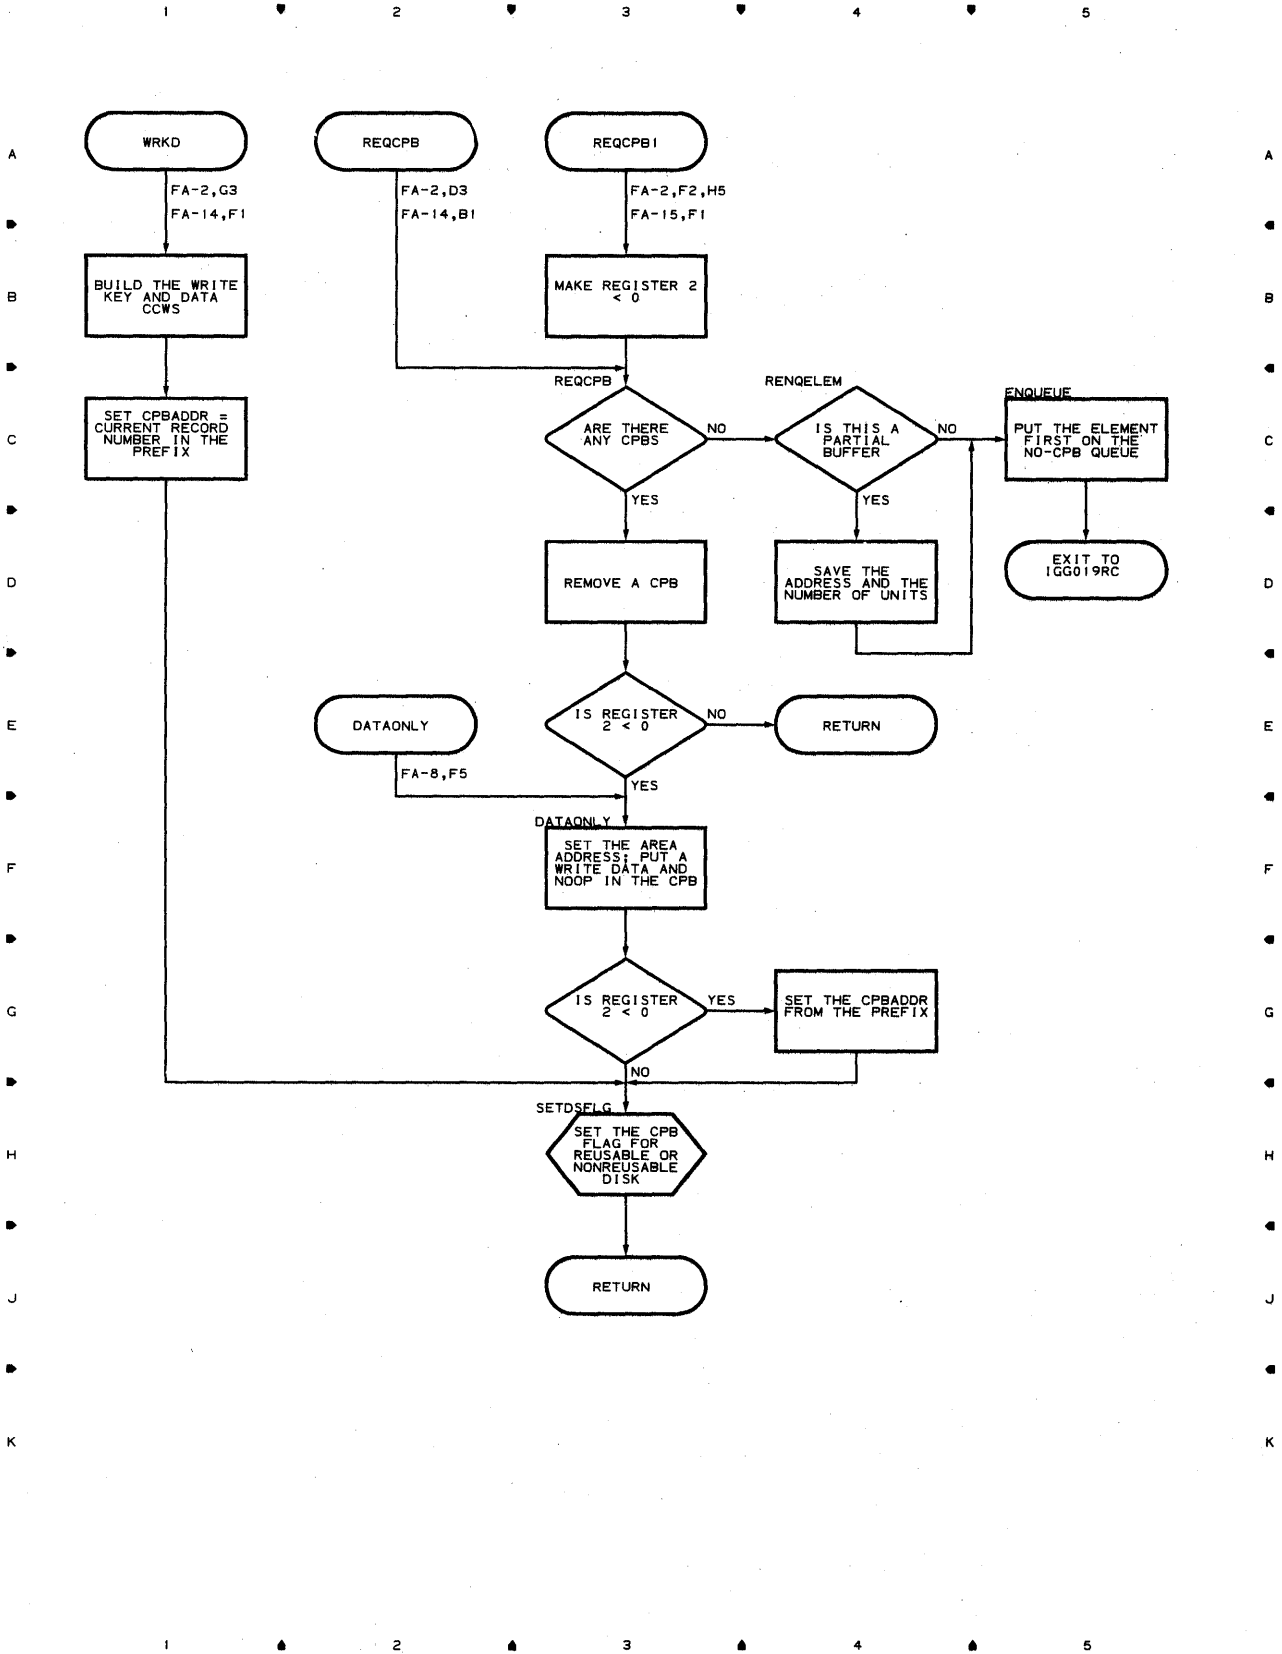 1 2 3 4 5
WRKD
REQCPB
REQCPB1
A A
FA-2,G3
FA-14,F1
FA-2,D3
FA-14,B1
FA-2,F2,H5
FA-15,F1
BUILD THE WRITE
KEY AND DATA
CCWS
MAKE REGISTER 2
< 0
B B
REQCPB
RENQELEM
ENQUEUE
SET CPBADDR =
CURRENT RECORD
NUMBER IN THE
PREFIX
ARE THERE
ANY CPBS
NO
IS THIS A
PARTIAL
BUFFER
NO
PUT THE ELEMENT
FIRST ON THE
NO-CPB QUEUE
C C
YES
YES
REMOVE A CPB
SAVE THE
ADDRESS AND THE
NUMBER OF UNITS
EXIT TO
IGG019RC
D D
DATAONLY
IS REGISTER
2 < 0
NO
RETURN
E E
FA-8,F5
YES
DATAONLY
SET THE AREA
ADDRESS; PUT A
WRITE DATA AND
NOOP IN THE CPB
F F
IS REGISTER
2 < 0
YES
SET THE CPBADDR
FROM THE PREFIX
G G
NO
SETDSFLG
SET THE CPB
FLAG FOR
REUSABLE OR
NONREUSABLE
DISK
H H
RETURN
J J
K K
1 2 3 4 5